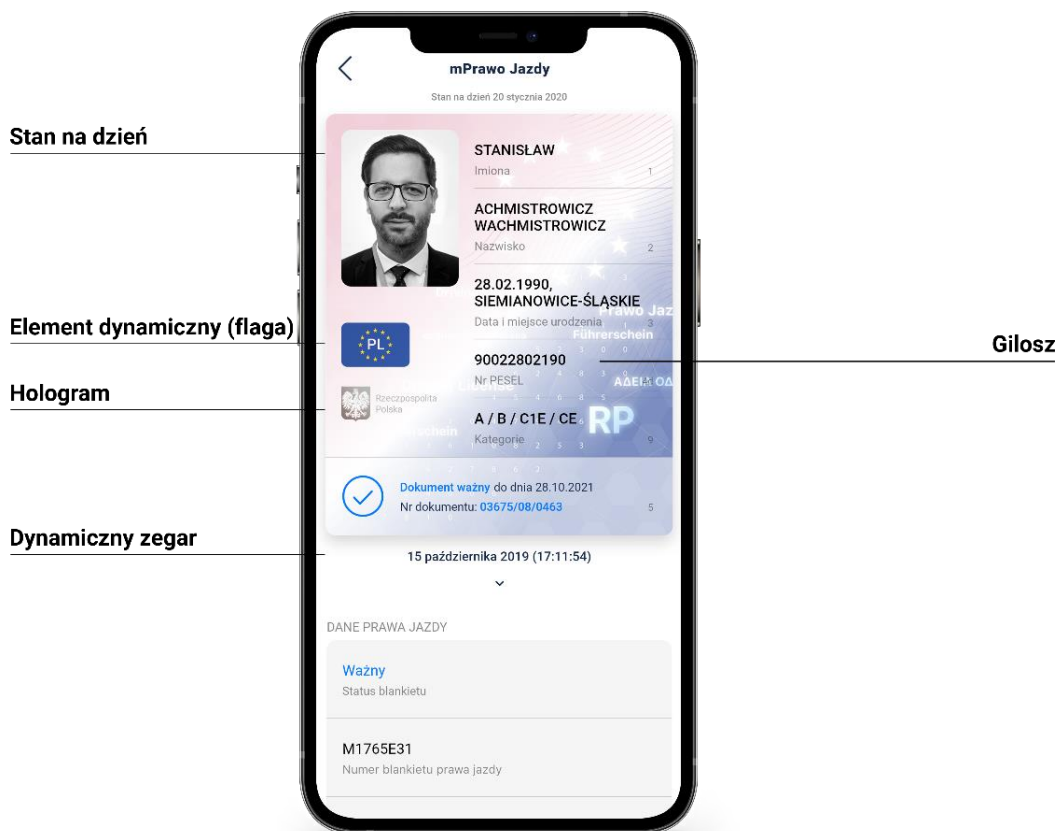 mPrawo Jazdy
Stan na dzień 20 stycznia 2020
Stan na dzień
STANISŁAW
Imiona 1
ACHMISTROWICZ
WACHMISTROWICZ
Nazwisko 2
28.02.1990,
SIEMIANOWICE-ŚLĄSKIE
Prawo Jaz
Data i miejsce urodzenia 3
Führerschein
Element dynamiczny (flaga)
PL
Gilosz
90022802190
Nr PESEL
ΑΔΕΙΑ ΟΔ
Hologram
Rzeczpospolita
Polska
A / B / C1E / CE
RP
Kategorie 9
Dokument ważny do dnia 28.10.2021
Nr dokumentu: 03675/08/0463 5
Dynamiczny zegar
15 października 2019 (17:11:54)
DANE PRAWA JAZDY
Ważny
Status blankietu
M1765E31
Numer blankietu prawa jazdy